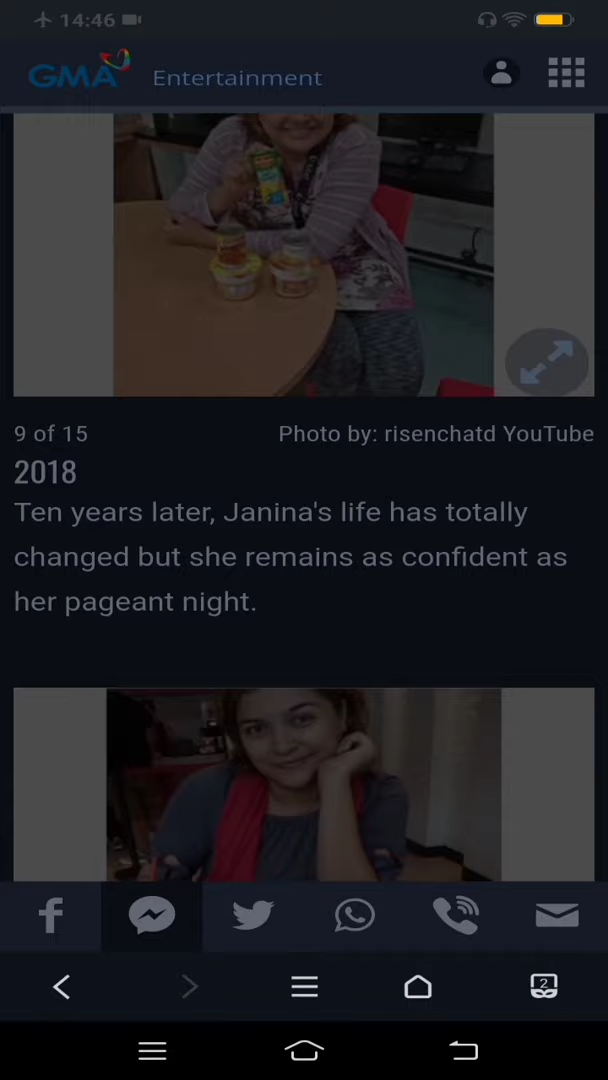 14:46
GMA
Entertainment
9 of 15
Photo by: risenchatd YouTube
2018
Ten years later, Janina's life has totally
changed but she remains as confident as
her pageant night.
2